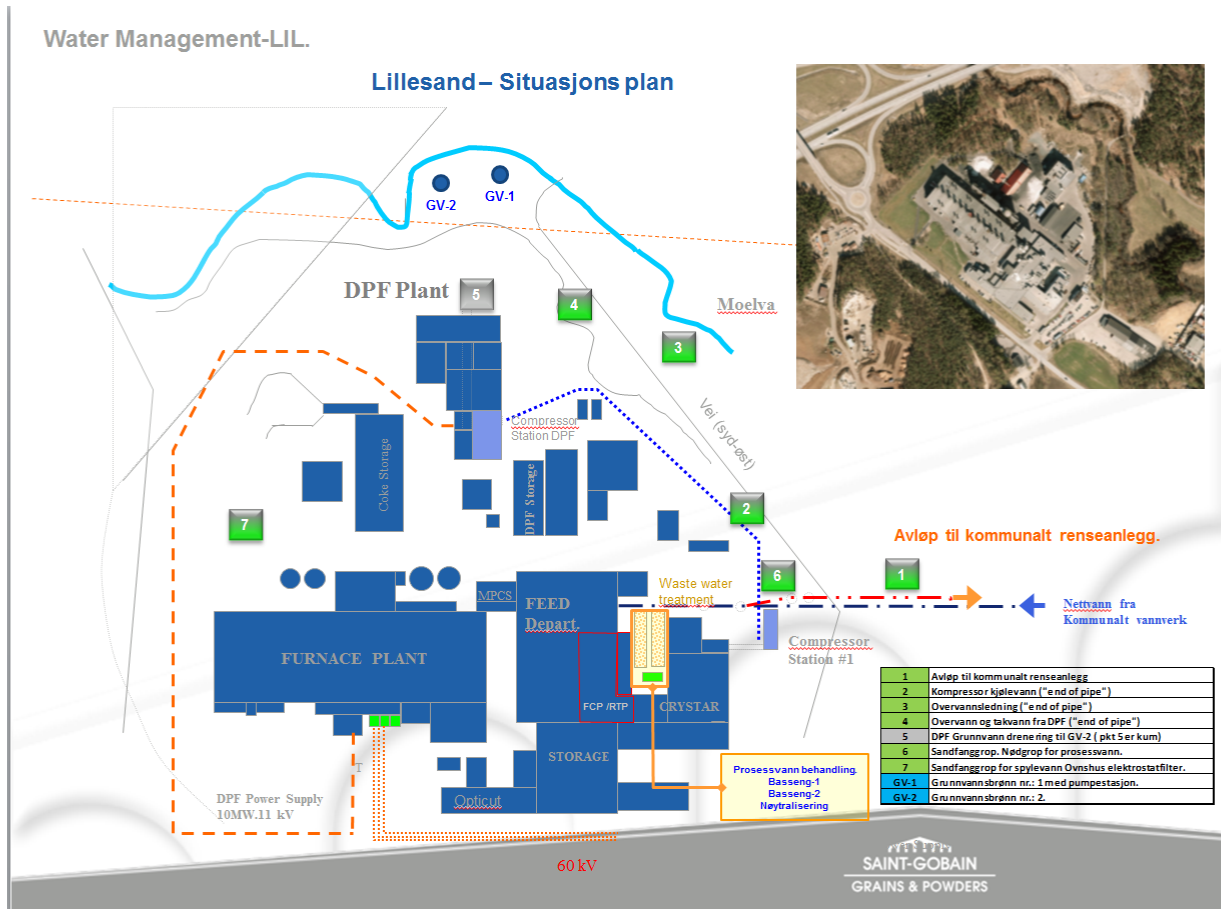 Water Management-LIL.
Lillesand – Situasjons plan
GV-2
GV-1
DPF Plant
5
4
3
Moelva
Vei (syd-øst)
Compressor
Station DPF
Coke Storage
DPF Storage
7
2
6
1
Avløp til kommunalt renseanlegg.
MPCS
FEED
Depart.
Waste water
treatment
Nettvann fra
Kommunalt vannverk
Compressor
Station #1
FURNACE PLANT
FCP /RTP
CRYSTAR
STORAGE
Opticut
T
DPF Power Supply
10MW.11 kV
60 kV
Prosessvann behandling.
Basseng-1
Basseng-2
Nøytralisering
1 Avløp til kommunalt renseanlegg
2 Kompressor kjølevann ("end of pipe")
3 Overvannsledning ("end of pipe")
4 Overvann og takvann fra DPF ("end of pipe")
5 DPF Grunnvann drenering til GV-2 ( pkt 5 er kum)
6 Sandfanggrop. Nødgrop for prosessvann.
7 Sandfanggrop for spylevann Ovnshus elektrostatfilter.
GV-1 Grunnvannsbrønn nr.: 1 med pumpestasjon.
GV-2 Grunnvannsbrønn nr.: 2.
SAINT-GOBAIN
GRAINS & POWDERS